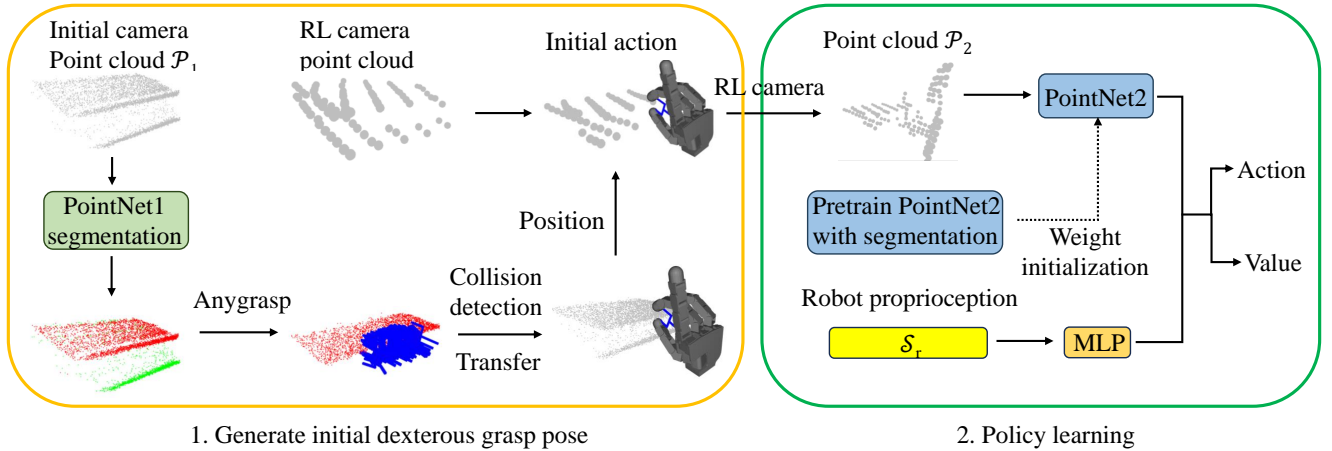 Initial camera
Point cloud 𝒫₁
RL camera
point cloud
Initial action
RL camera
PointNet1
segmentation
Position
Anygrasp
Collision
detection
Transfer
1. Generate initial dexterous grasp pose
Point cloud 𝒫₂
PointNet2
Pretrain PointNet2
with segmentation
Weight
initialization
Robot proprioception
𝒮ᵣ
MLP
Action
Value
2. Policy learning